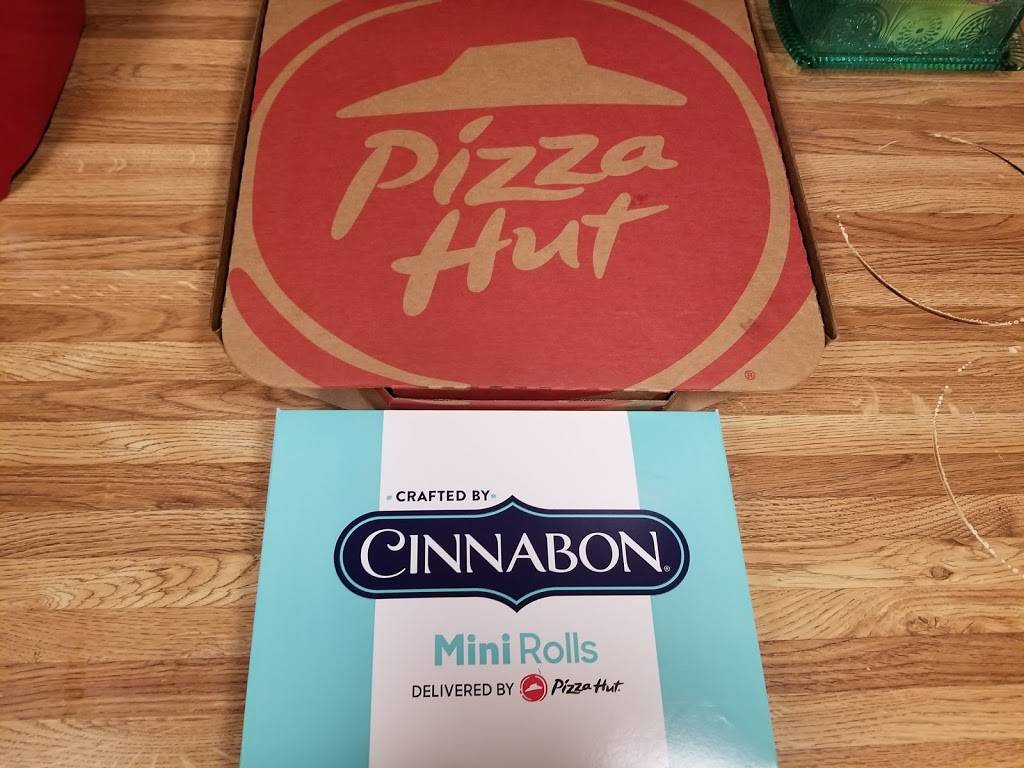 Pizza
Hut
®
CRAFTED BY
CINNABON®
Mini Rolls
DELIVERED BY Pizza Hut